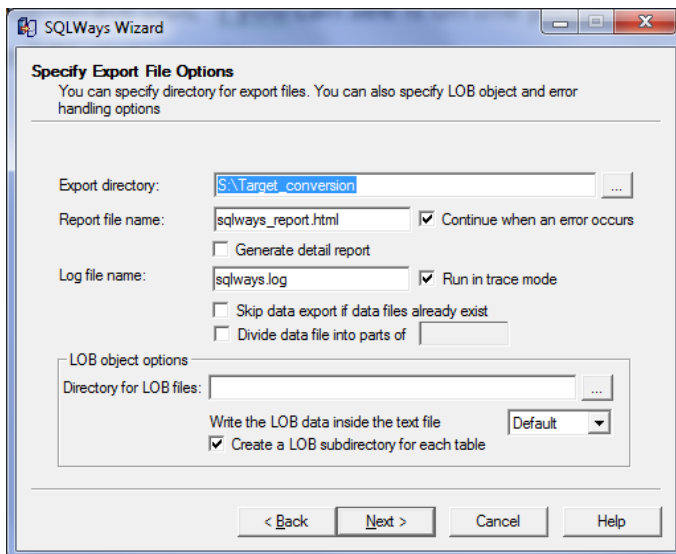 SQLWays Wizard
Specify Export File Options
You can specify directory for export files. You can also specify LOB object and error
handling options
Export directory: S:\Target_conversion ...
Report file name: sqlways_report.html Continue when an error occurs
Generate detail report
Log file name: sqlways.log Run in trace mode
Skip data export if data files already exist
Divide data file into parts of
LOB object options
Directory for LOB files: ...
Write the LOB data inside the text file Default
Create a LOB subdirectory for each table
< Back Next > Cancel Help